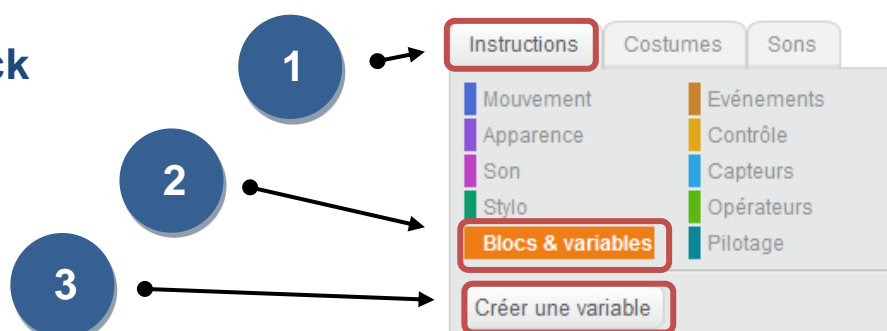 ck
1
2
3
Instructions Costumes Sons
Mouvement Evénements
Apparence Contrôle
Son Capteurs
Stylo Opérateurs
Blocs & variables Pilotage
Créer une variable